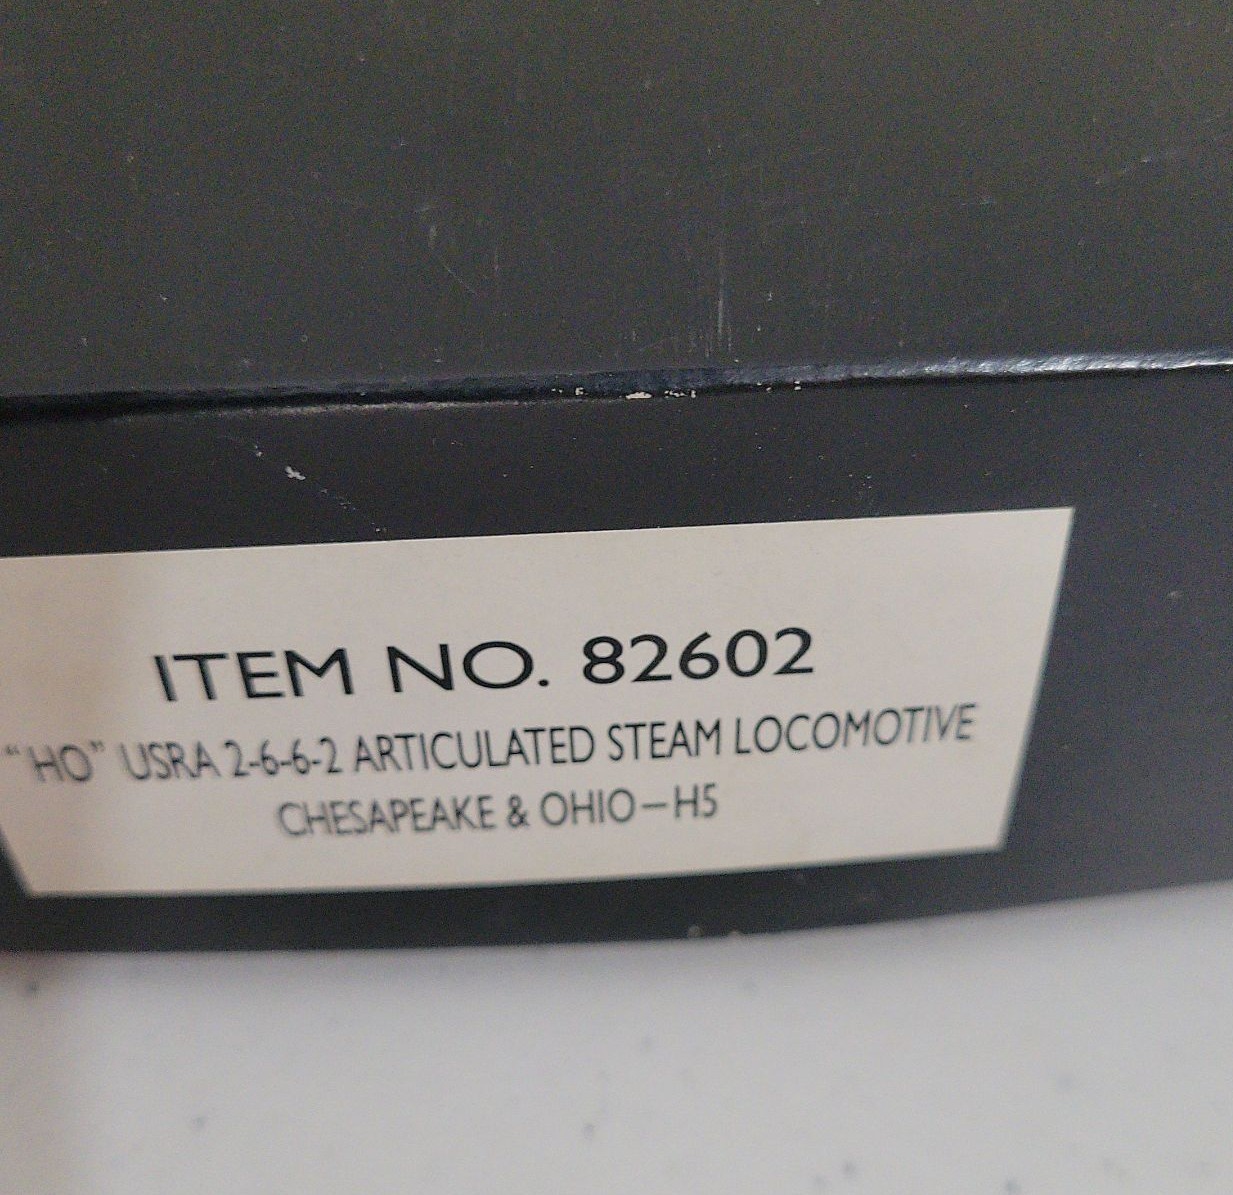 ITEM NO. 82602
"HO" USRA 2-6-6-2 ARTICULATED STEAM LOCOMOTIVE
CHESAPEAKE & OHIO—H5